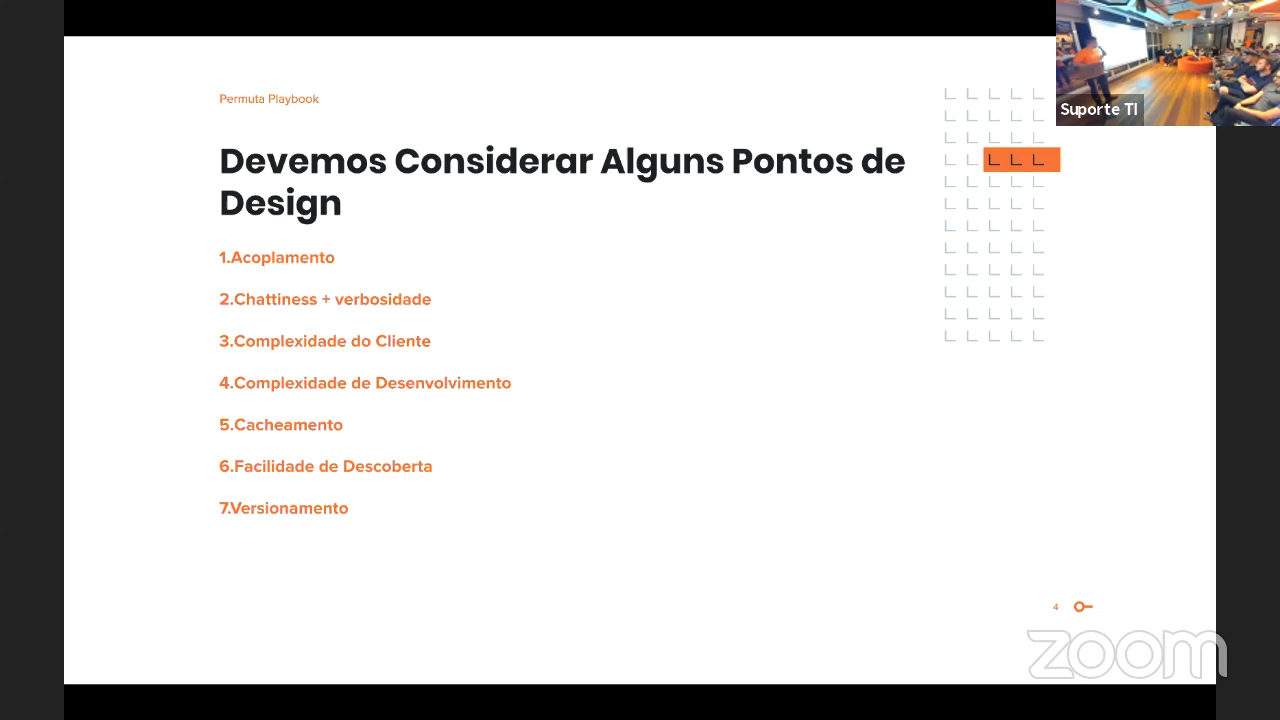 Permuta Playbook
Devemos Considerar Alguns Pontos de
Design
1.Acoplamento
2.Chattiness + verbosidade
3.Complexidade do Cliente
4.Complexidade de Desenvolvimento
5.Cacheamento
6.Facilidade de Descoberta
7.Versionamento
4
Suporte TI
zoom